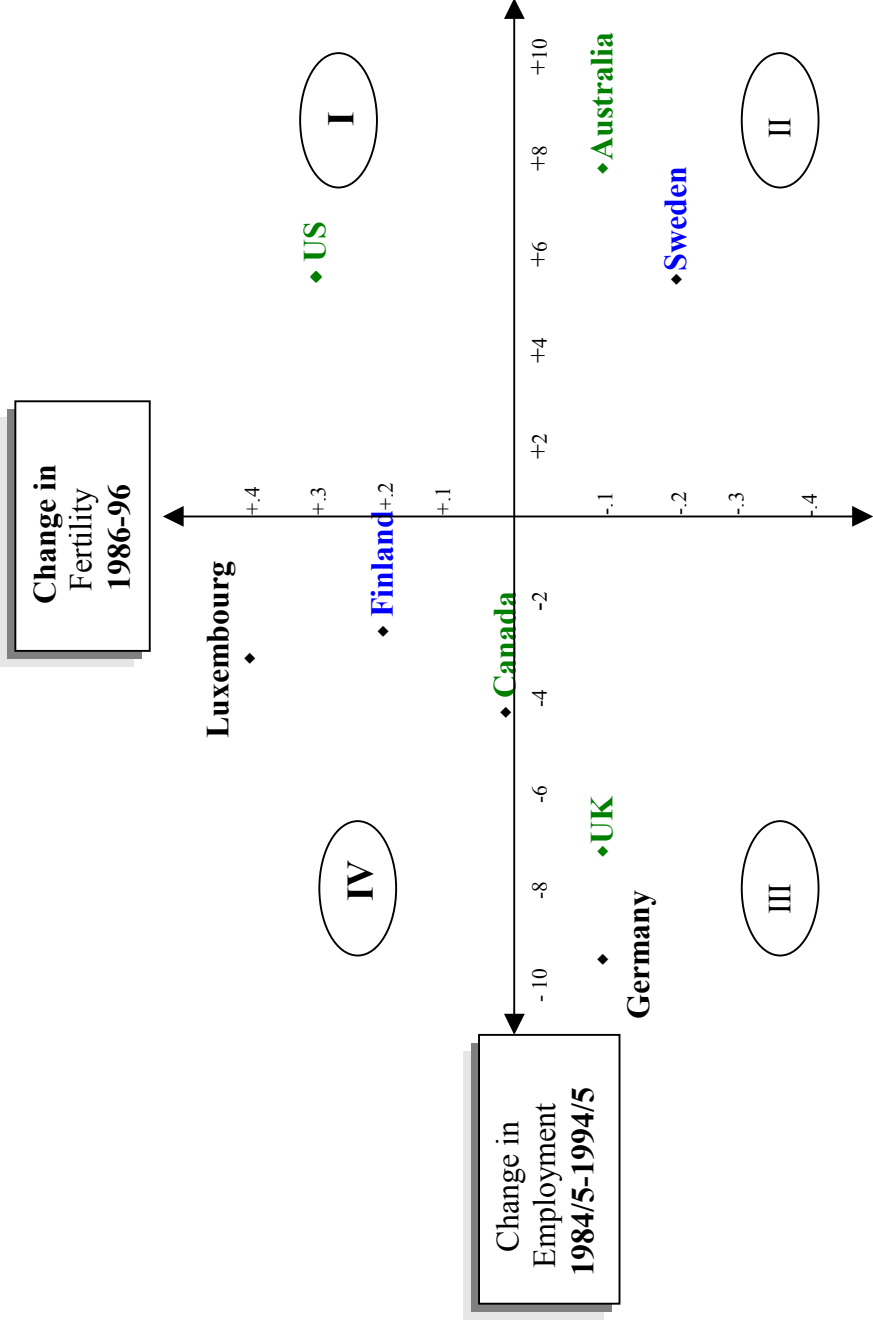 Change in
Fertility
1986-96
Luxembourg
+.4
US
+.3
I
IV
Finland
+.2
+.1
Canada
Change in
Employment
1984/5-1994/5
- 10 -8 -6 -4 -2 +2 +4 +6 +8 +10
UK
-.1
Australia
Germany
Sweden
-.2
-.3
III
II
-.4